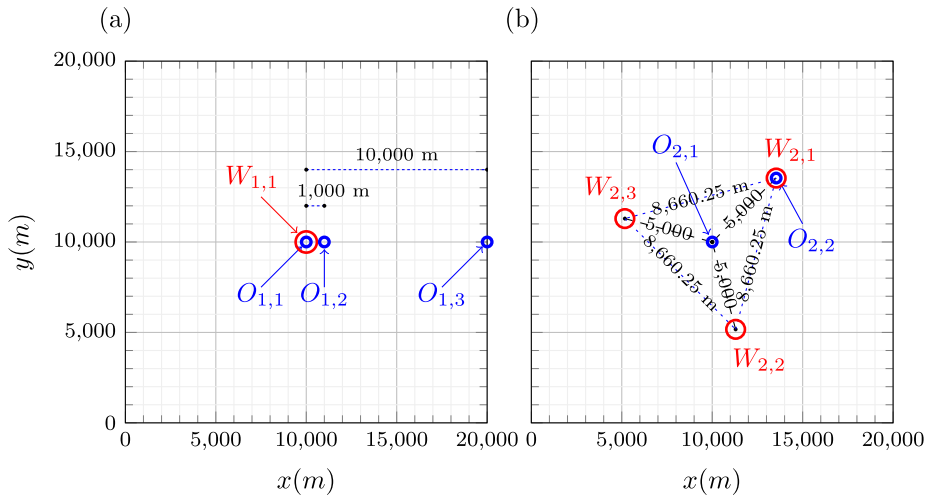 (a)
(b)
20,000
15,000
10,000
5,000
0
y(m)
10,000 m
W1,1
1,000 m
O1,1
O1,2
O1,3
0
5,000
10,000
15,000
20,000
x(m)
O2,1
W2,1
W2,3
8,660.25 m
5,000
5,000
O2,2
8,660.25 m
5,000
8,660.25 m
W2,2
0
5,000
10,000
15,000
20,000
x(m)